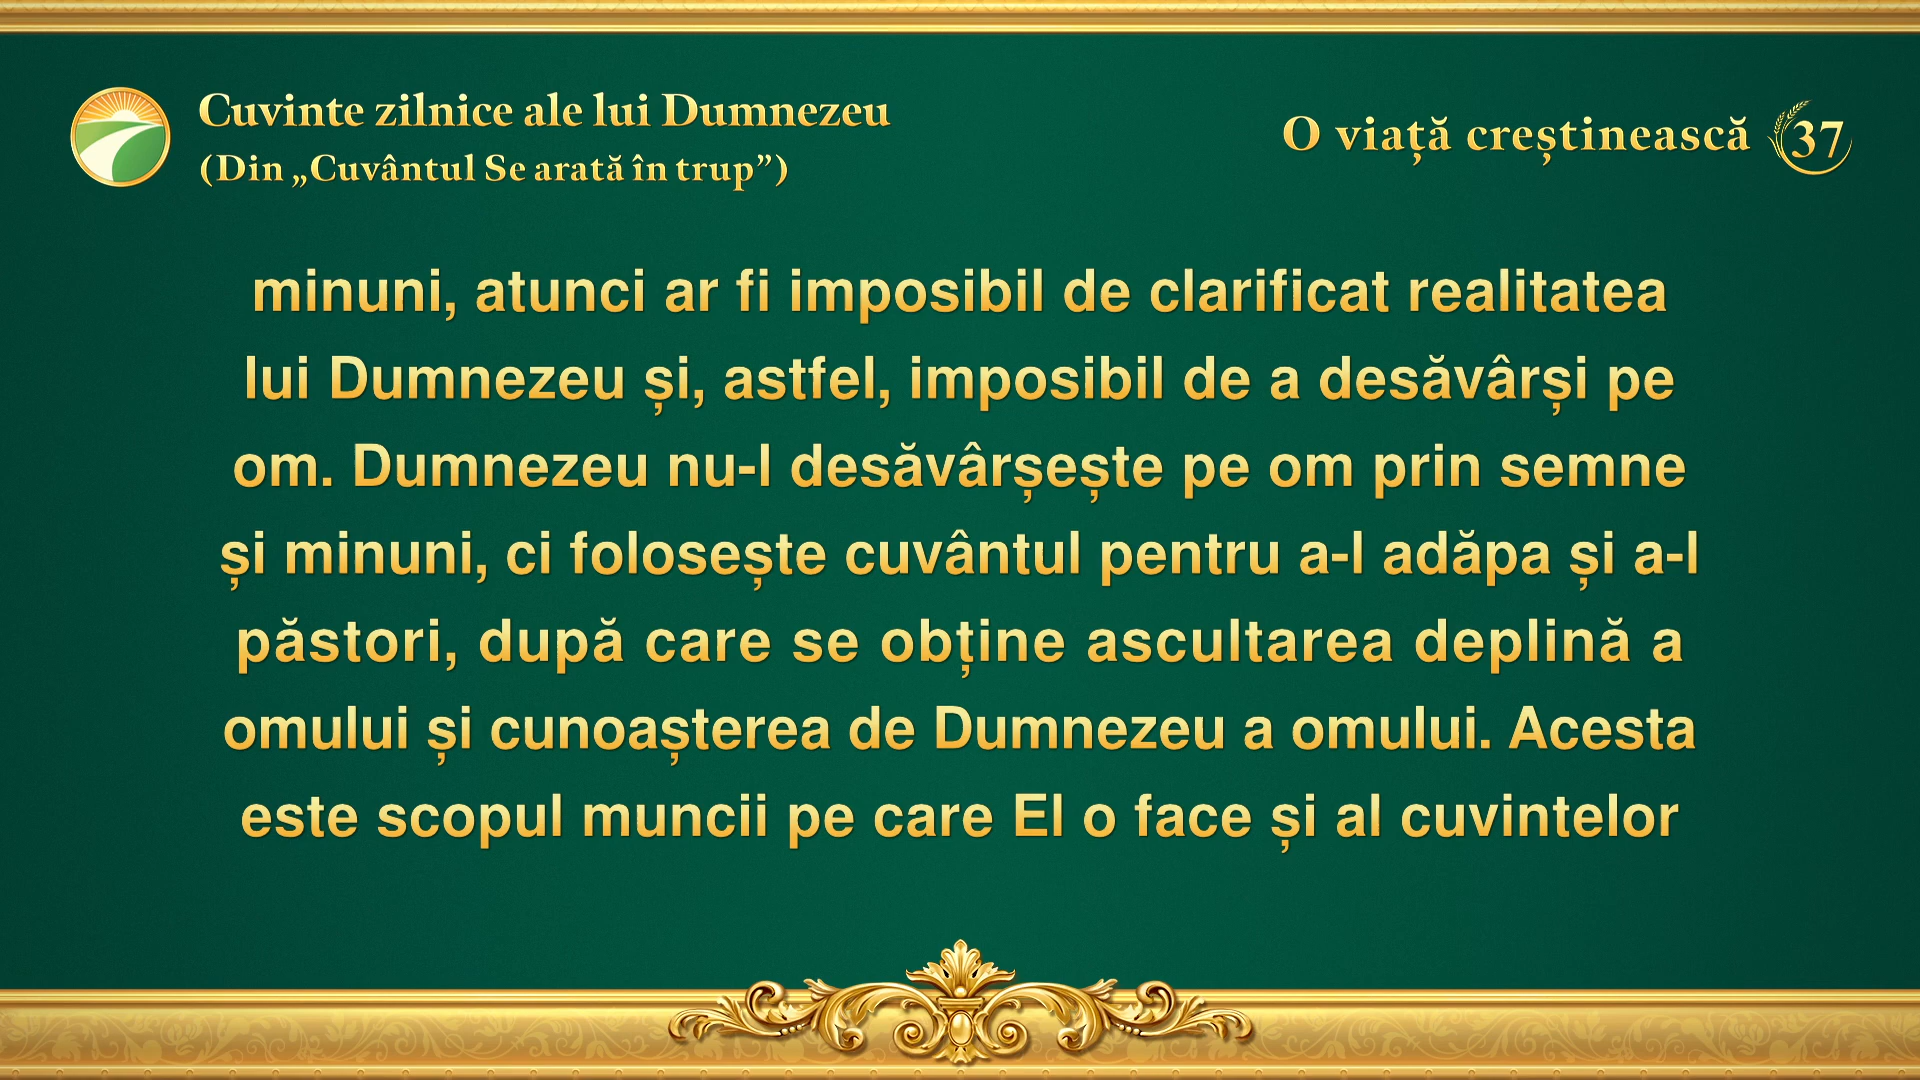 Cuvinte zilnice ale lui Dumnezeu
(Din „Cuvântul Se arată în trup”)
O viață creștinească 37
minuni, atunci ar fi imposibil de clarificat realitatea
lui Dumnezeu și, astfel, imposibil de a desăvârși pe
om. Dumnezeu nu-l desăvârșește pe om prin semne
și minuni, ci folosește cuvântul pentru a-l adăpa și a-l
păstori, după care se obține ascultarea deplină a
omului și cunoașterea de Dumnezeu a omului. Acesta
este scopul muncii pe care El o face și al cuvintelor